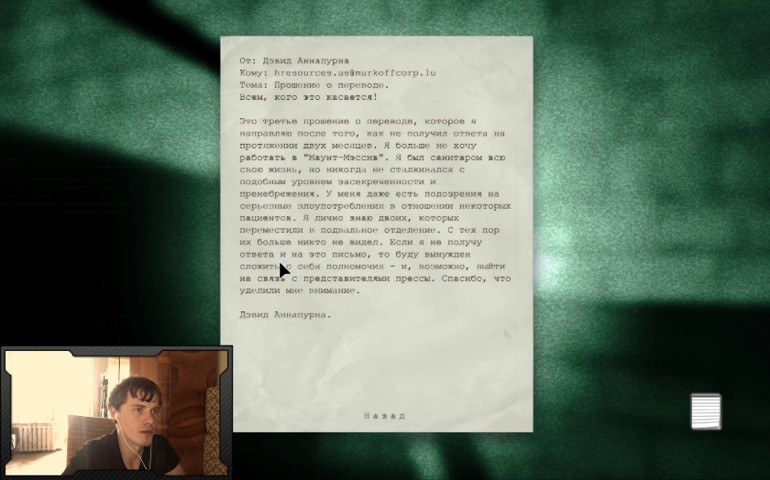 От: Дэвид Аннапурна
Кому: hresources.us@murkoffcorp.lu
Тема: Прошение о переводе.
Всем, кого это касается!
Это третье прошение о переводе, которое я
направляю после того, как не получил ответа на
протяжении двух месяцев. Я больше не хочу
работать в "Маунт-Мэссив". Я был санитаром всю
свою жизнь, но никогда не сталкивался с
подобным уровнем засекреченности и
пренебрежения. У меня даже есть подозрения на
серьезные злоупотребления в отношении некоторых
пациентов. Я лично знаю двоих, которых
переместили в подвальное отделение. С тех пор
их больше никто не видел. Если я не получу
ответа и на это письмо, то буду вынужден
сложить с себя полномочия - и, возможно, выйти
на связь с представителями прессы. Спасибо, что
уделили мне внимание.
Дэвид Аннапурна.
Назад